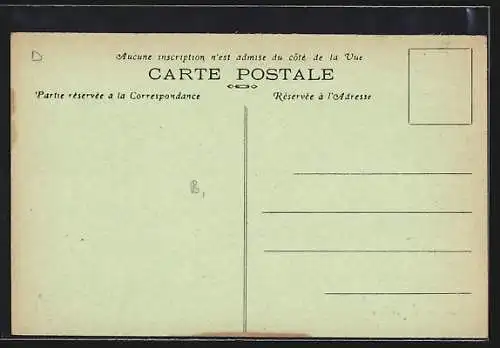 D
Aucune inscription n'est admise du côté de la Vue
CARTE POSTALE
Partie réservée a la Correspondance
Réservée à l'Adresse
B,